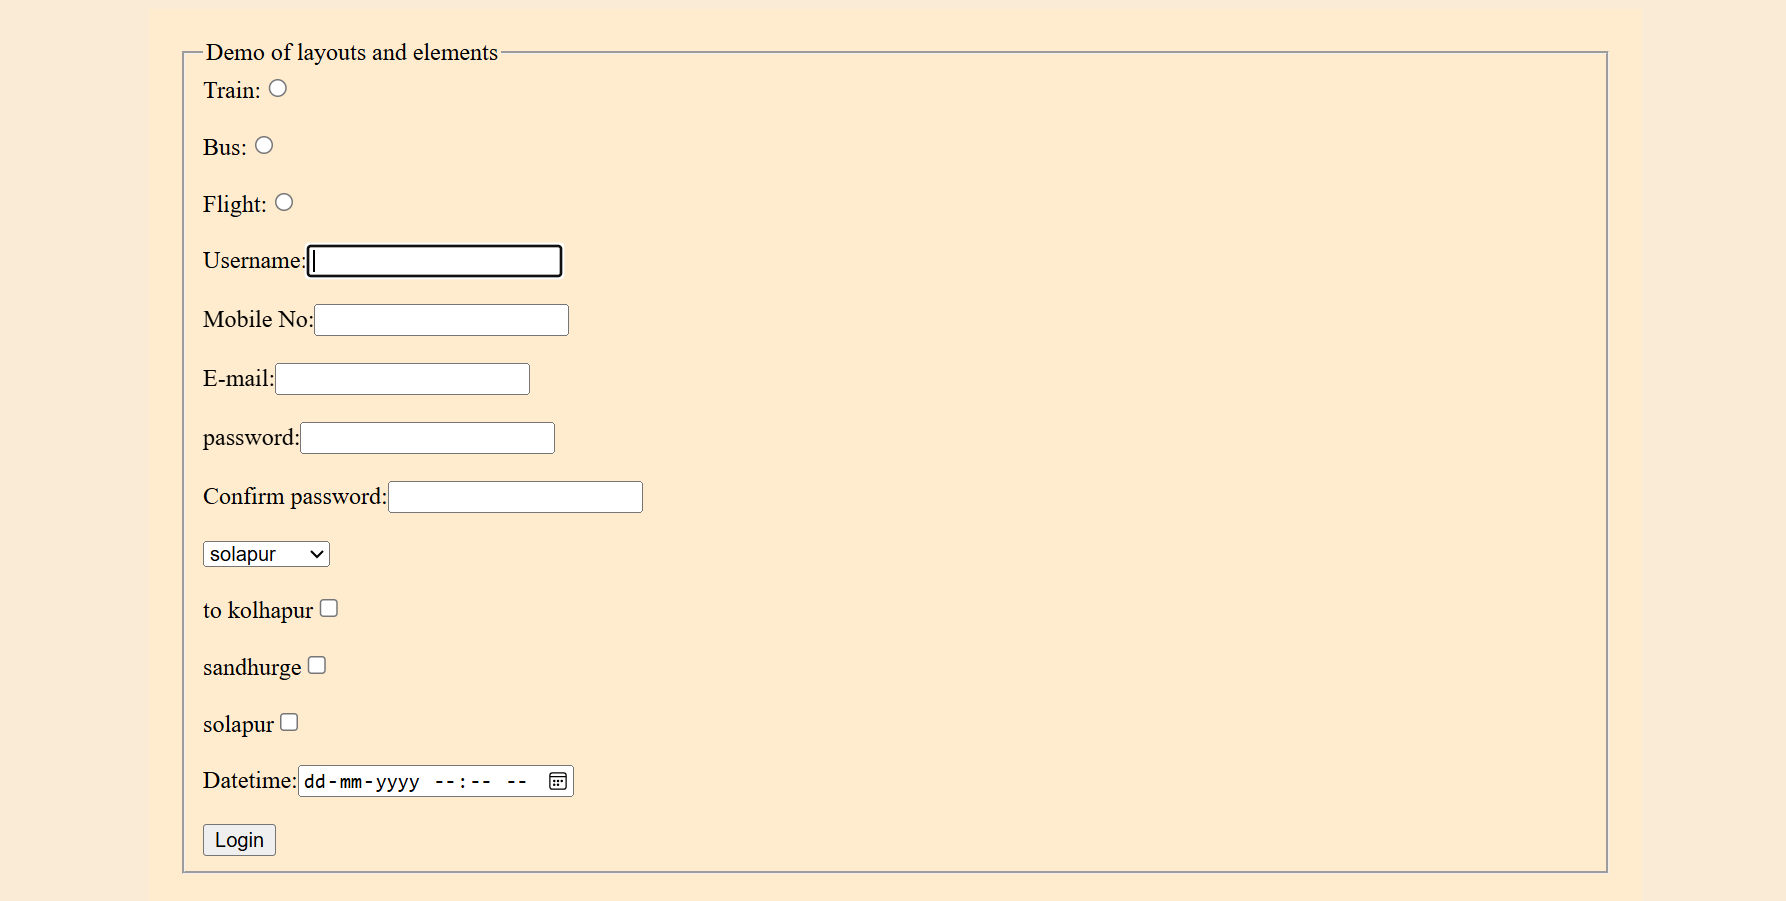 Demo of layouts and elements
Train:
Bus:
Flight:
Username:
Mobile No:
E-mail:
password:
Confirm password:
solapur
to kolhapur
sandhurge
solapur
Datetime: dd-mm-yyyy --:-- --
Login